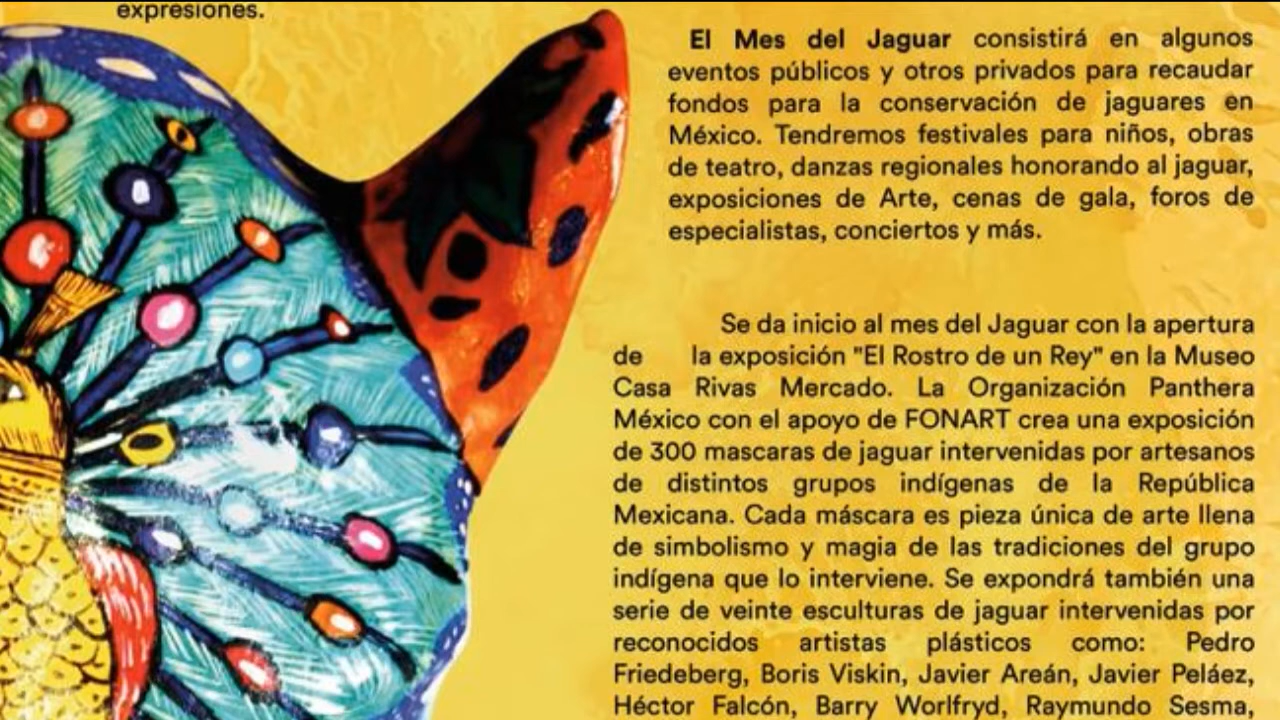 expresiones.
El Mes del Jaguar consistirá en algunos
eventos públicos y otros privados para recaudar
fondos para la conservación de jaguares en
México. Tendremos festivales para niños, obras
de teatro, danzas regionales honorando al jaguar,
exposiciones de Arte, cenas de gala, foros de
especialistas, conciertos y más.
Se da inicio al mes del Jaguar con la apertura
de la exposición "El Rostro de un Rey" en la Museo
Casa Rivas Mercado. La Organización Panthera
México con el apoyo de FONART crea una exposición
de 300 mascaras de jaguar intervenidas por artesanos
de distintos grupos indígenas de la República
Mexicana. Cada máscara es pieza única de arte llena
de simbolismo y magia de las tradiciones del grupo
indígena que lo interviene. Se expondrá también una
serie de veinte esculturas de jaguar intervenidas por
reconocidos artistas plásticos como: Pedro
Friedeberg, Boris Viskin, Javier Areán, Javier Peláez,
Héctor Falcón, Barry Worlfryd, Raymundo Sesma,